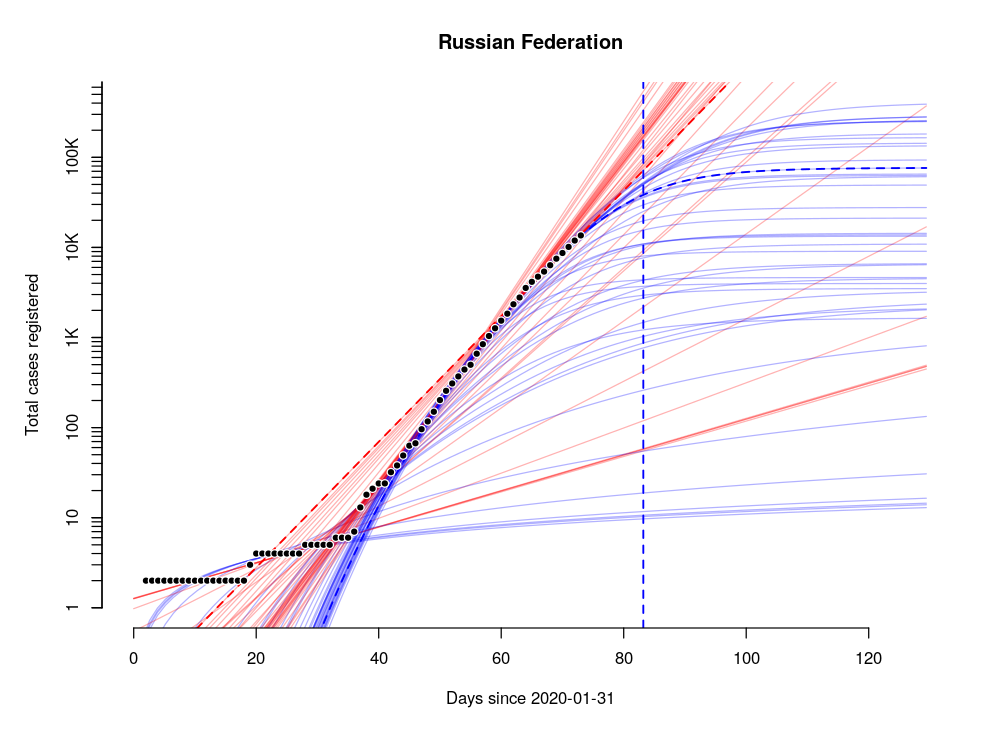 Russian Federation
Total cases registered
100K
10K
1K
100
10
1
0 20 40 60 80 100 120
Days since 2020-01-31